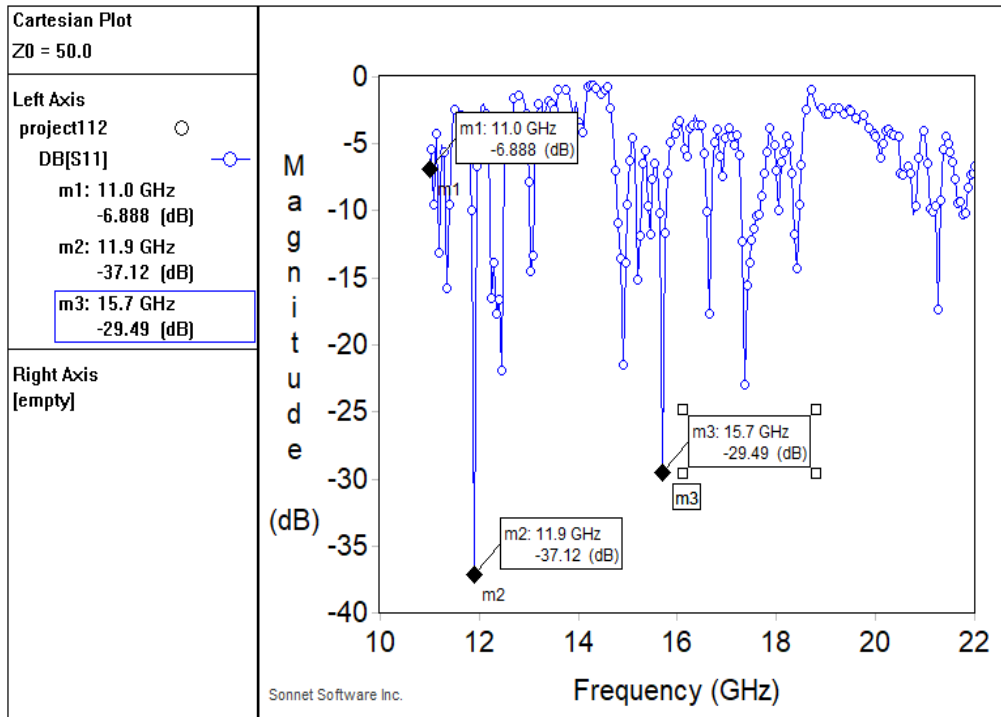 Cartesian Plot
Z0 = 50.0
Left Axis
project112
DB[S11]
m1: 11.0 GHz
-6.888 (dB)
m2: 11.9 GHz
-37.12 (dB)
m3: 15.7 GHz
-29.49 (dB)
Right Axis
[empty]
Magnitude
(dB)
0
-5
-10
-15
-20
-25
-30
-35
-40
m1: 11.0 GHz
-6.888 (dB)
m1
m3: 15.7 GHz
-29.49 (dB)
m3
m2: 11.9 GHz
-37.12 (dB)
m2
10 12 14 16 18 20 22
Sonnet Software Inc.
Frequency (GHz)